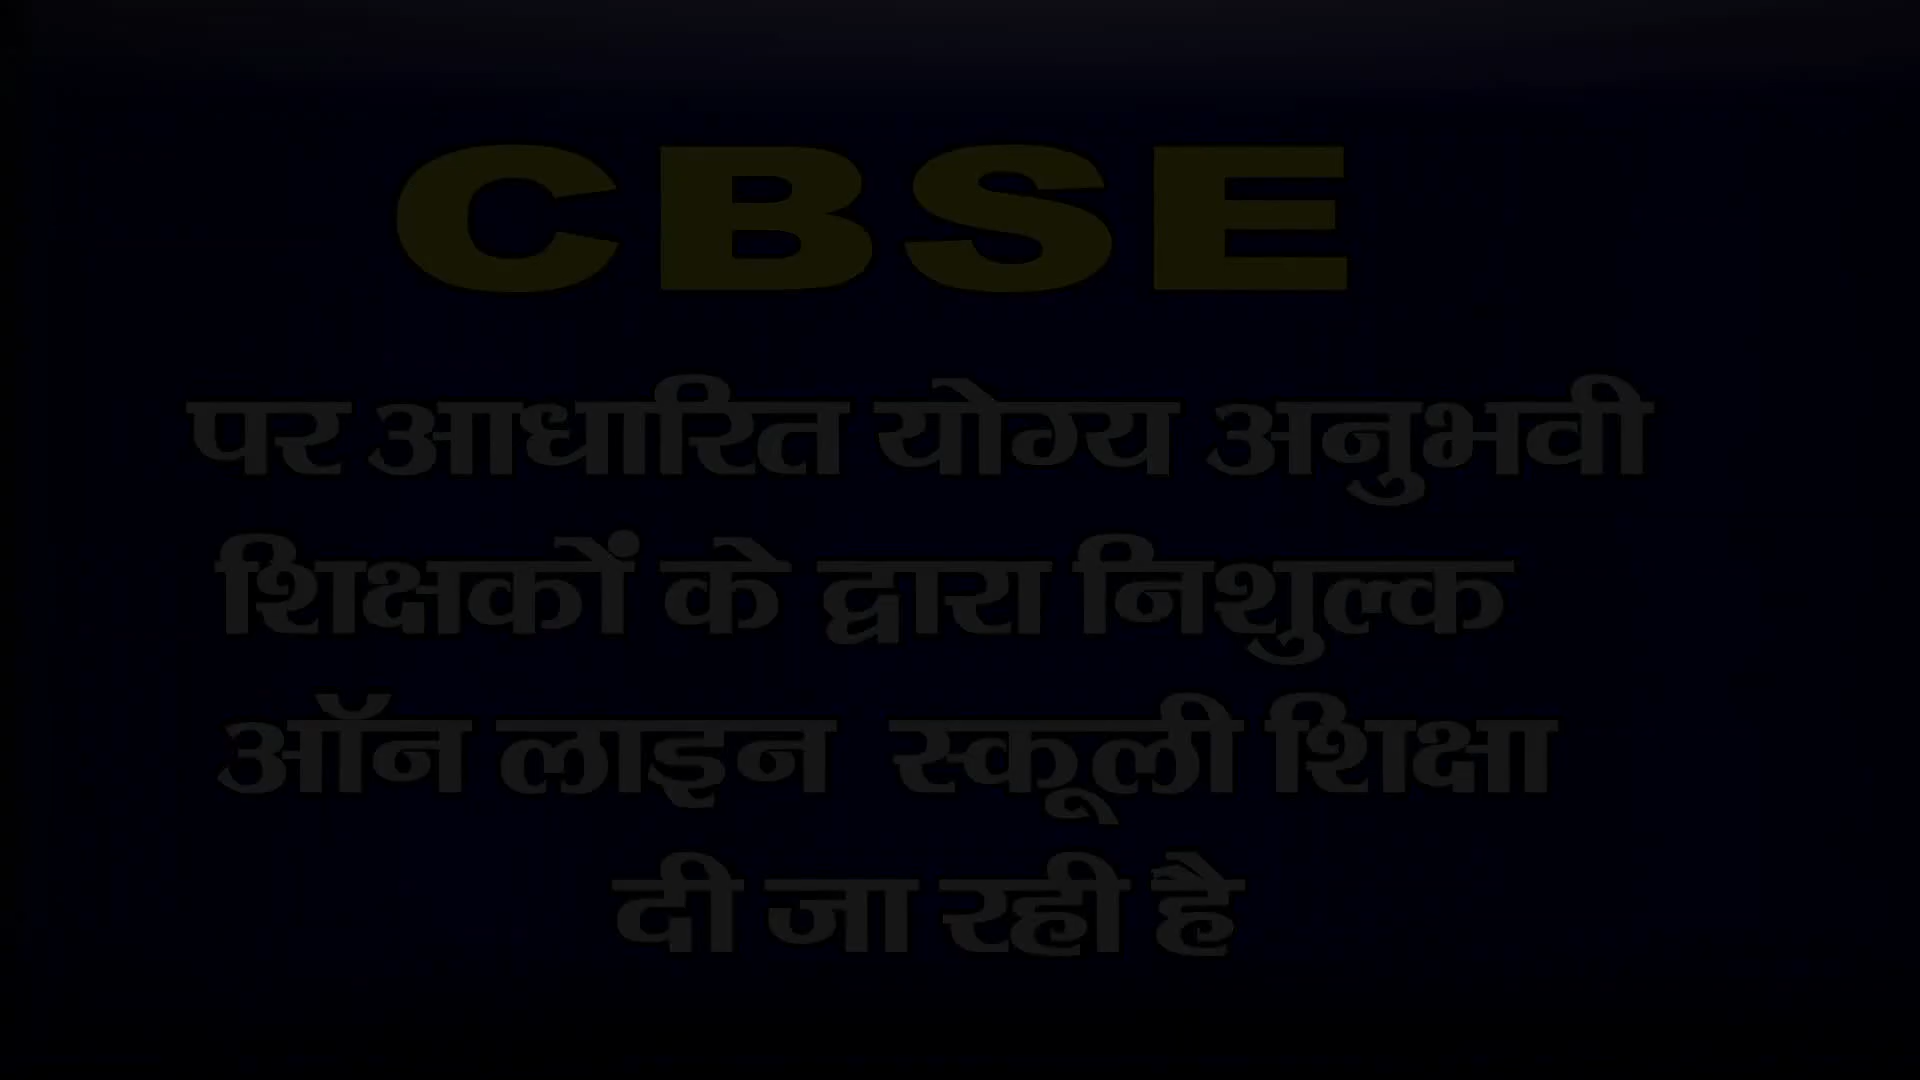 CBSE
पर आधारित योग्य अनुभवी
शिक्षकों के द्वारा निशुल्क
ऑन लाइन स्कूली शिक्षा
दी जा रही है